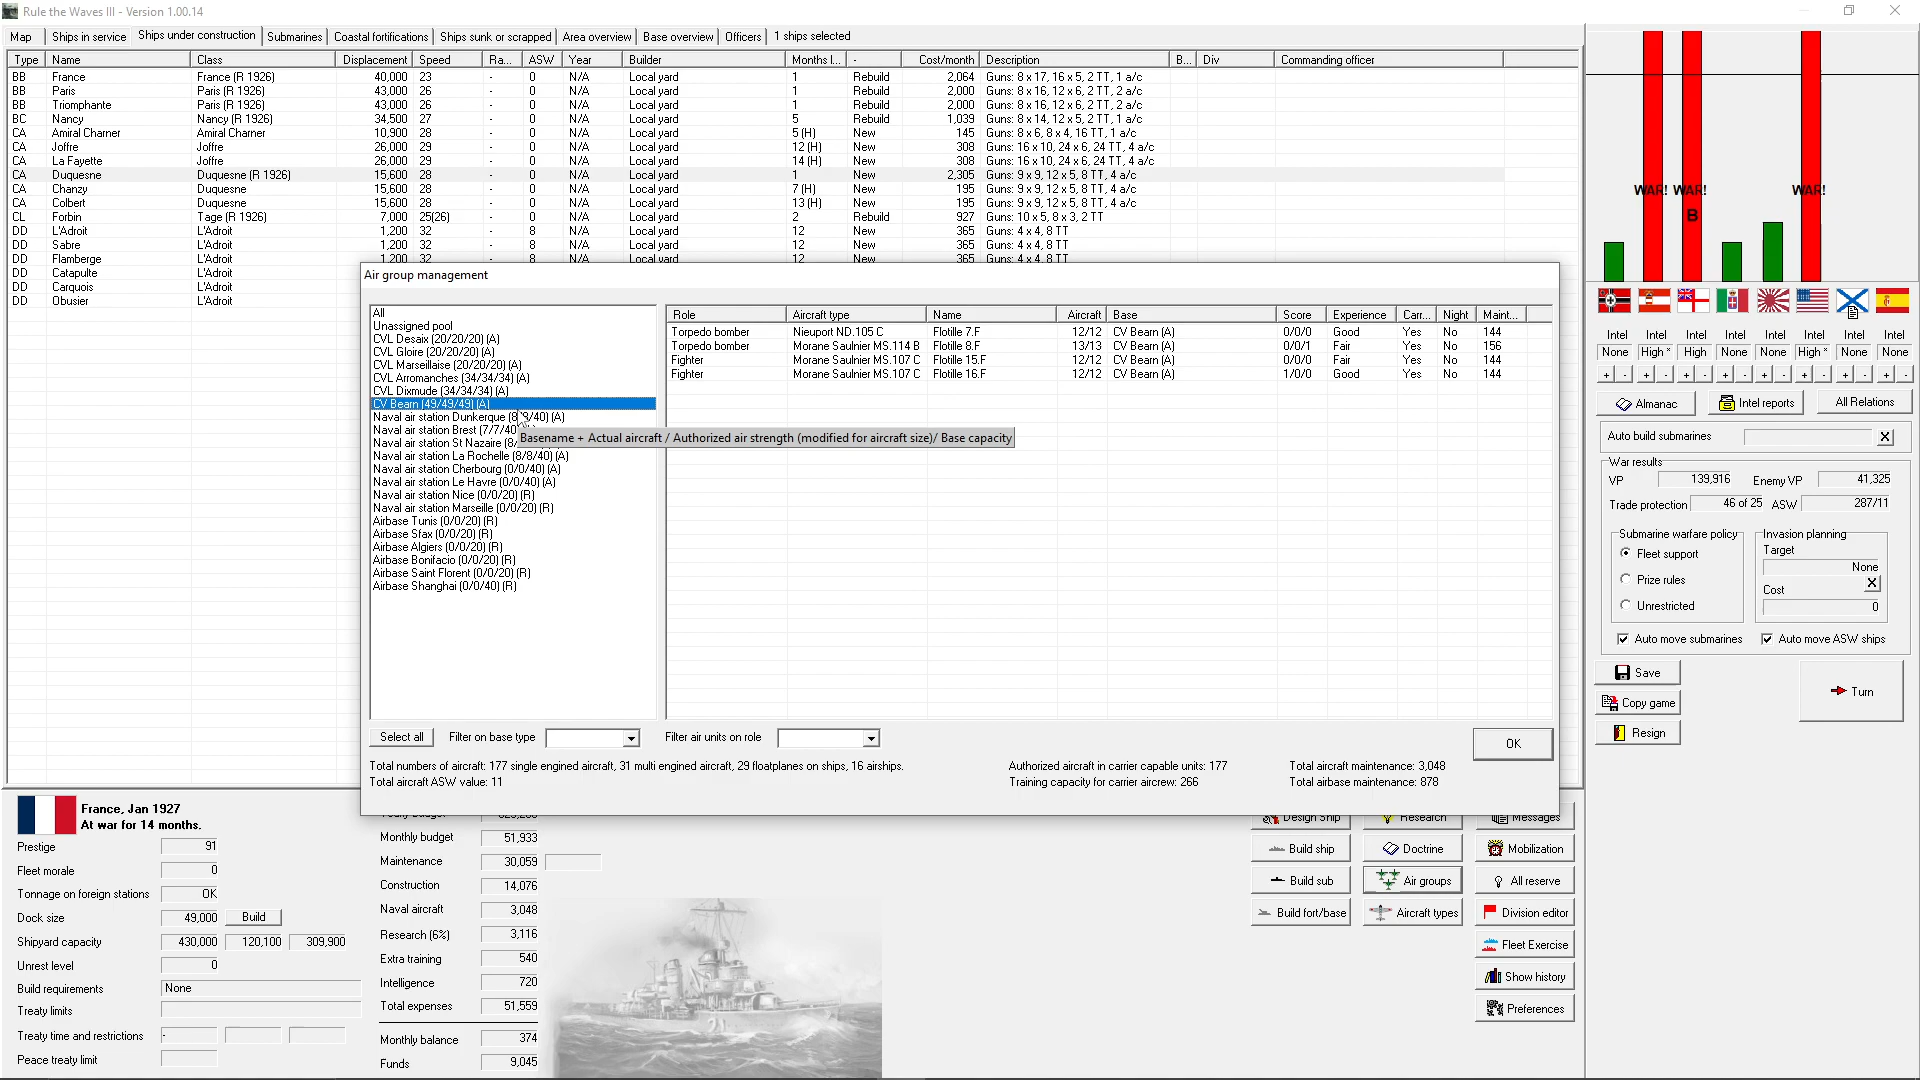 Rule the Waves III - Version 1.00.14
Map Ships in service Ships under construction Submarines Coastal fortifications Ships sunk or scrapped Area overview Base overview Officers 1 ships selected
Type Name Class Displacement Speed Ra... ASW Year Builder Months l... - Cost/month Description B... Div Commanding officer
BB France France (R 1926) 40,000 23 - 0 N/A Local yard 1 Rebuild 2,064 Guns: 8 x 17, 16 x 5, 2 TT, 1 a/c
BB Paris Paris (R 1926) 43,000 26 - 0 N/A Local yard 1 Rebuild 2,000 Guns: 8 x 16, 12 x 6, 2 TT, 2 a/c
BB Triomphante Paris (R 1926) 43,000 26 - 0 N/A Local yard 1 Rebuild 2,000 Guns: 8 x 16, 12 x 6, 2 TT, 2 a/c
BC Nancy Nancy (R 1926) 34,500 27 - 0 N/A Local yard 5 Rebuild 1,039 Guns: 8 x 14, 12 x 5, 2 TT, 1 a/c
CA Amiral Charner Amiral Charner 10,900 28 - 0 N/A Local yard 5 (H) New 145 Guns: 8 x 6, 8 x 4, 16 TT, 1 a/c
CA Joffre Joffre 26,000 29 - 0 N/A Local yard 12 (H) New 308 Guns: 16 x 10, 24 x 6, 24 TT, 4 a/c
CA La Fayette Joffre 26,000 29 - 0 N/A Local yard 14 (H) New 308 Guns: 16 x 10, 24 x 6, 24 TT, 4 a/c
CA Duquesne Duquesne (R 1926) 15,600 28 - 0 N/A Local yard 1 New 2,305 Guns: 9 x 9, 12 x 5, 8 TT, 4 a/c
CA Chanzy Duquesne 15,600 28 - 0 N/A Local yard 7 (H) New 195 Guns: 9 x 9, 12 x 5, 8 TT, 4 a/c
CA Colbert Duquesne 15,600 28 - 0 N/A Local yard 13 (H) New 195 Guns: 9 x 9, 12 x 5, 8 TT, 4 a/c
CL Forbin Tage (R 1926) 7,000 25(26) - 0 N/A Local yard 2 Rebuild 927 Guns: 10 x 5, 8 x 3, 2 TT
DD L'Adroit L'Adroit 1,200 32 - 8 N/A Local yard 12 New 365 Guns: 4 x 4, 8 TT
DD Sabre L'Adroit 1,200 32 - 8 N/A Local yard 12 New 365 Guns: 4 x 4, 8 TT
DD Flamberge L'Adroit 1,200 32 - 8 N/A Local yard 12 New 365 Guns: 4 x 4, 8 TT
DD Catapulte L'Adroit
DD Carquois L'Adroit
DD Obusier L'Adroit
Air group management
All
Unassigned pool
CVL Desaix (20/20/20) (A)
CVL Gloire (20/20/20) (A)
CVL Marseillaise (20/20/20) (A)
CVL Arromanches (34/34/34) (A)
CVL Dixmude (34/34/34) (A)
CV Bearn (49/49/49) (A)
Naval air station Dunkerque (8/8/40) (A)
Naval air station Brest (7/7/40)
Naval air station St Nazaire (8/
Naval air station La Rochelle (8/8/40) (A)
Naval air station Cherbourg (0/0/40) (A)
Naval air station Le Havre (0/0/40) (A)
Naval air station Nice (0/0/20) (R)
Naval air station Marseille (0/0/20) (R)
Airbase Tunis (0/0/20) (R)
Airbase Sfax (0/0/20) (R)
Airbase Algiers (0/0/20) (R)
Airbase Bonifacio (0/0/20) (R)
Airbase Saint Florent (0/0/20) (R)
Airbase Shanghai (0/0/40) (R)
Basename + Actual aircraft / Authorized air strength (modified for aircraft size)/ Base capacity
Role Aircraft type Name Aircraft Base Score Experience Carr... Night Maint...
Torpedo bomber Nieuport ND.105 C Flotille 7.F 12/12 CV Bearn (A) 0/0/0 Good Yes No 144
Torpedo bomber Morane Saulnier MS.114 B Flotille 8.F 13/13 CV Bearn (A) 0/0/1 Fair Yes No 156
Fighter Morane Saulnier MS.107 C Flotille 15.F 12/12 CV Bearn (A) 0/0/0 Fair Yes No 144
Fighter Morane Saulnier MS.107 C Flotille 16.F 12/12 CV Bearn (A) 1/0/0 Good Yes No 144
Select all Filter on base type Filter air units on role OK
Total numbers of aircraft: 177 single engined aircraft, 31 multi engined aircraft, 29 floatplanes on ships, 16 airships.
Total aircraft ASW value: 11
Authorized aircraft in carrier capable units: 177
Training capacity for carrier aircrew: 266
Total aircraft maintenance: 3,048
Total airbase maintenance: 878
WAR! WAR! WAR!
B
Intel Intel Intel Intel Intel Intel Intel Intel
None High * High None None High * None None
+ - + - + - + - + - + - + - + -
Almanac Intel reports All Relations
Auto build submarines X
War results
VP 139,916 Enemy VP 41,325
Trade protection 46 of 25 ASW 287/11
Submarine warfare policy
Fleet support
Prize rules
Unrestricted
Invasion planning
Target
None
Cost X
0
Auto move submarines Auto move ASW ships
Save
Copy game
Resign
Turn
France, Jan 1927
At war for 14 months.
Prestige 91
Fleet morale 0
Tonnage on foreign stations OK
Dock size 49,000 Build
Shipyard capacity 430,000 120,100 309,900
Unrest level 0
Build requirements None
Treaty limits
Treaty time and restrictions -
Peace treaty limit
Monthly budget 51,933
Maintenance 30,059
Construction 14,076
Naval aircraft 3,048
Research (6%) 3,116
Extra training 540
Intelligence 720
Total expenses 51,559
Monthly balance 374
Funds 9,045
Design Ship Research Messages
Build ship Doctrine Mobilization
Build sub Air groups All reserve
Build fort/base Aircraft types Division editor
Fleet Exercise
Show history
Preferences